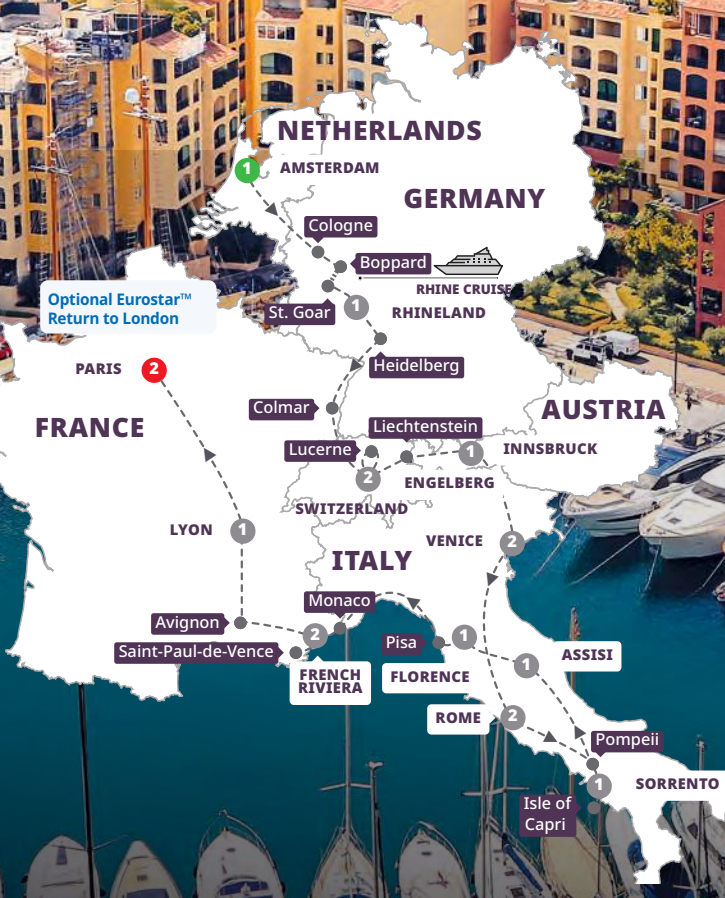 NETHERLANDS
1
AMSTERDAM
GERMANY
Cologne
Boppard
RHINE CRUISE
Optional Eurostar™
Return to London
St. Goar
1
RHINELAND
PARIS
2
Heidelberg
FRANCE
Colmar
AUSTRIA
Liechtenstein
Lucerne
1
INNSBRUCK
2
ENGELBERG
SWITZERLAND
LYON
1
VENICE
2
ITALY
Monaco
Avignon
2
Saint-Paul-de-Vence
FRENCH
RIVIERA
Pisa
1
FLORENCE
1
ASSISI
ROME
2
Pompeii
1
SORRENTO
Isle of
Capri